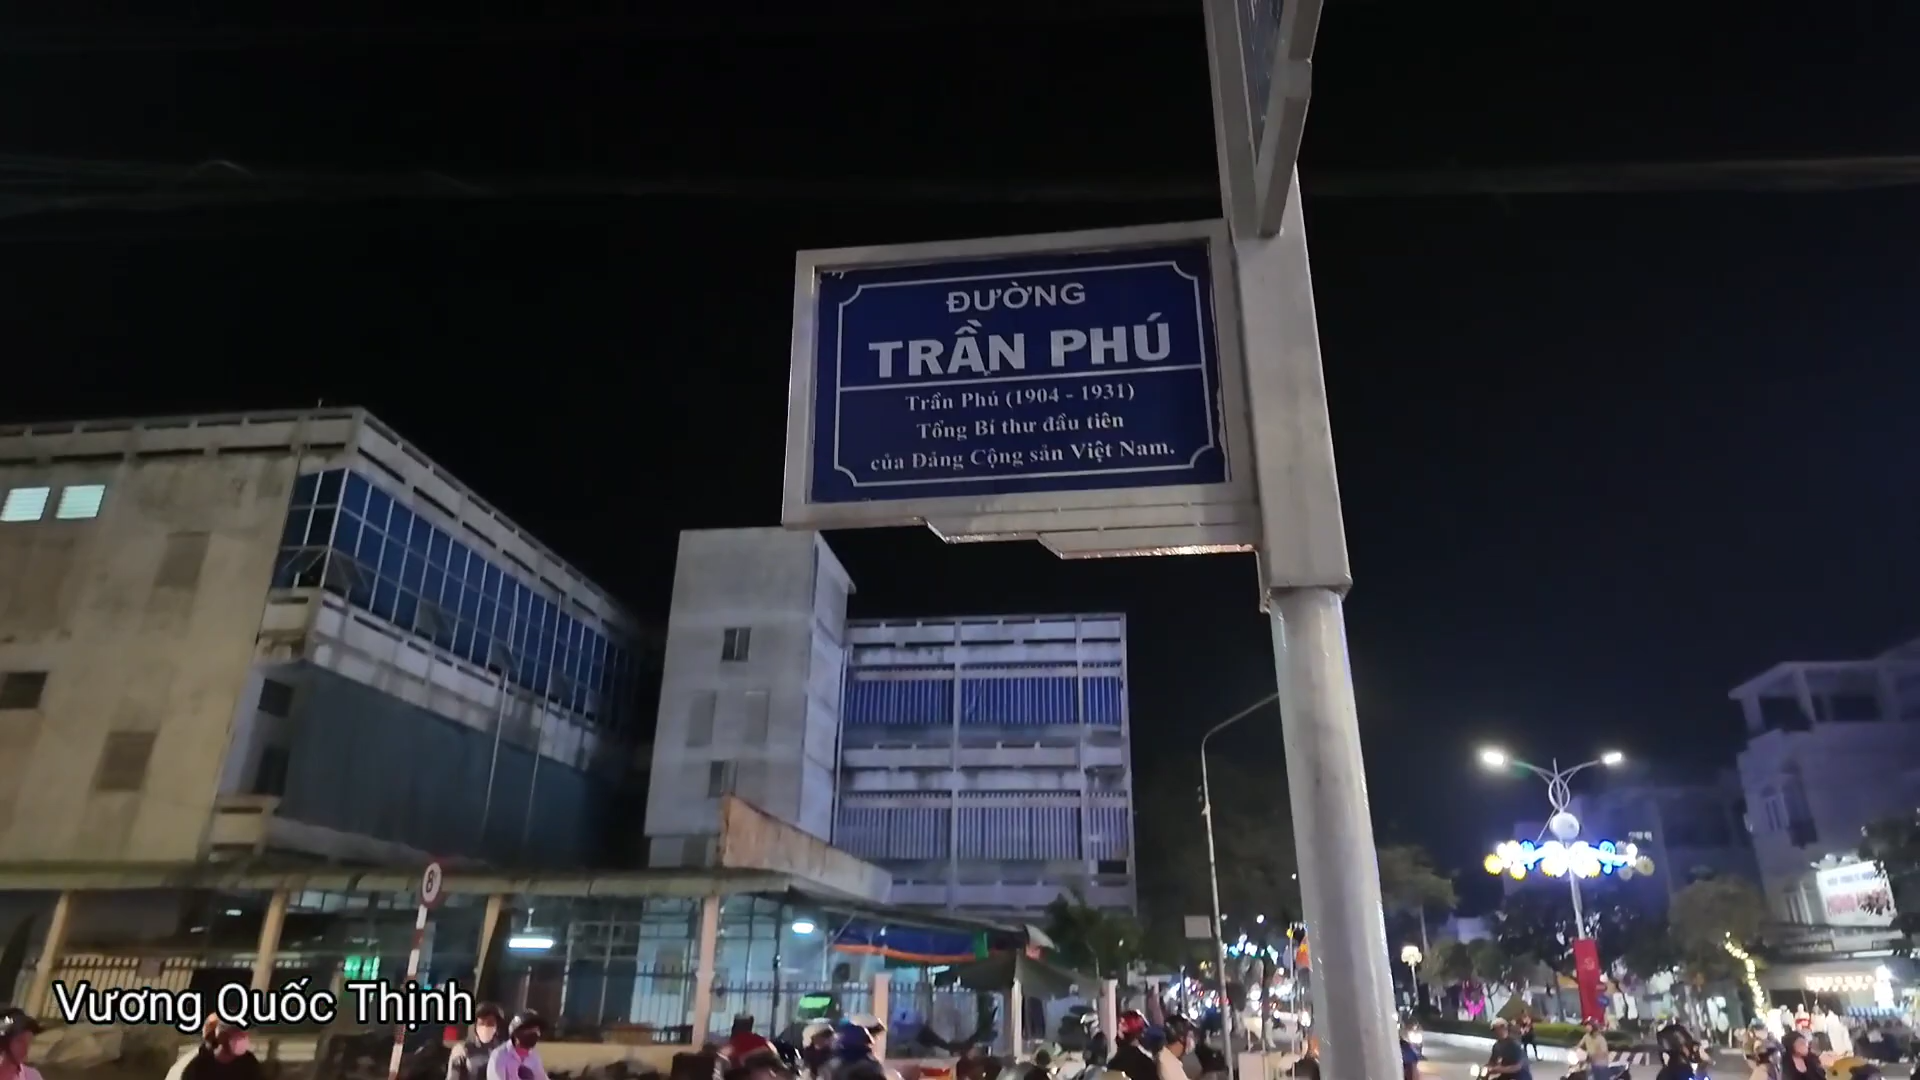 ĐƯỜNG
TRẦN PHÚ
Trần Phú (1904 - 1931)
Tổng Bí thư đầu tiên
của Đảng Cộng sản Việt Nam.
Vương Quốc Thịnh